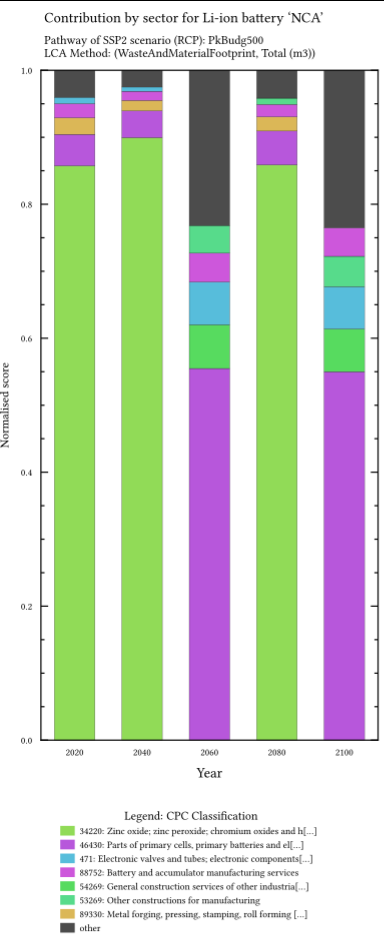 Contribution by sector for Li-ion battery ‘NCA’
Pathway of SSP2 scenario (RCP): PkBudg500
LCA Method: (WasteAndMaterialFootprint, Total (m3))
1.0
0.8
0.6
0.4
0.2
0.0
Normalised score
2020 2040 2060 2080 2100
Year
Legend: CPC Classification
34220: Zinc oxide; zinc peroxide; chromium oxides and h[...]
46430: Parts of primary cells, primary batteries and el[...]
471: Electronic valves and tubes; electronic components[...]
88752: Battery and accumulator manufacturing services
54269: General construction services of other industria[...]
53269: Other constructions for manufacturing
89330: Metal forging, pressing, stamping, roll forming [...]
other